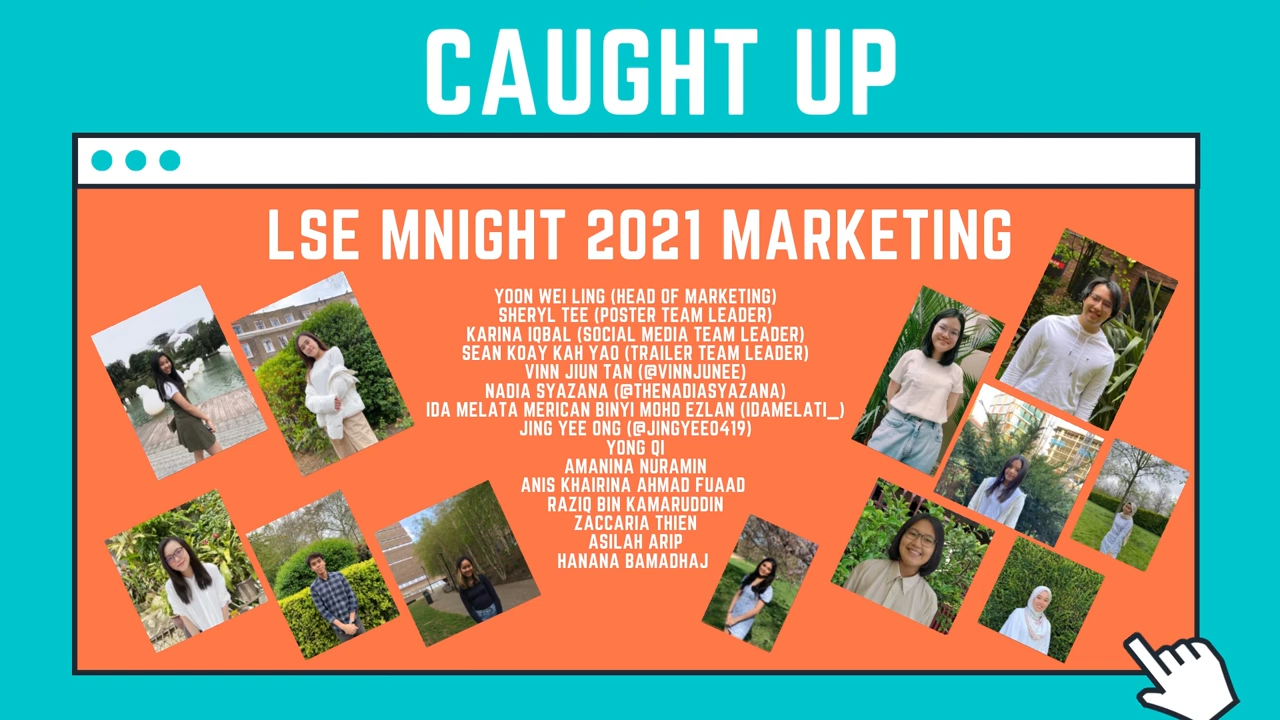 CAUGHT UP
LSE MNIGHT 2021 MARKETING
YOON WEI LING (HEAD OF MARKETING)
SHERYL TEE (POSTER TEAM LEADER)
KARINA IQBAL (SOCIAL MEDIA TEAM LEADER)
SEAN KOAY KAH YAO (TRAILER TEAM LEADER)
VINN JIUN TAN (@VINNJUNEE)
NADIA SYAZANA (@THENADIASYAZANA)
IDA MELATA MERICAN BINYI MOHD EZLAN (IDAMELATI_)
JING YEE ONG (@JINGYEE0419)
YONG QI
AMANINA NURAMIN
ANIS KHAIRINA AHMAD FUAAD
RAZIQ BIN KAMARUDDIN
ZACCARIA THIEN
ASILAH ARIP
HANANA BAMADHAJ